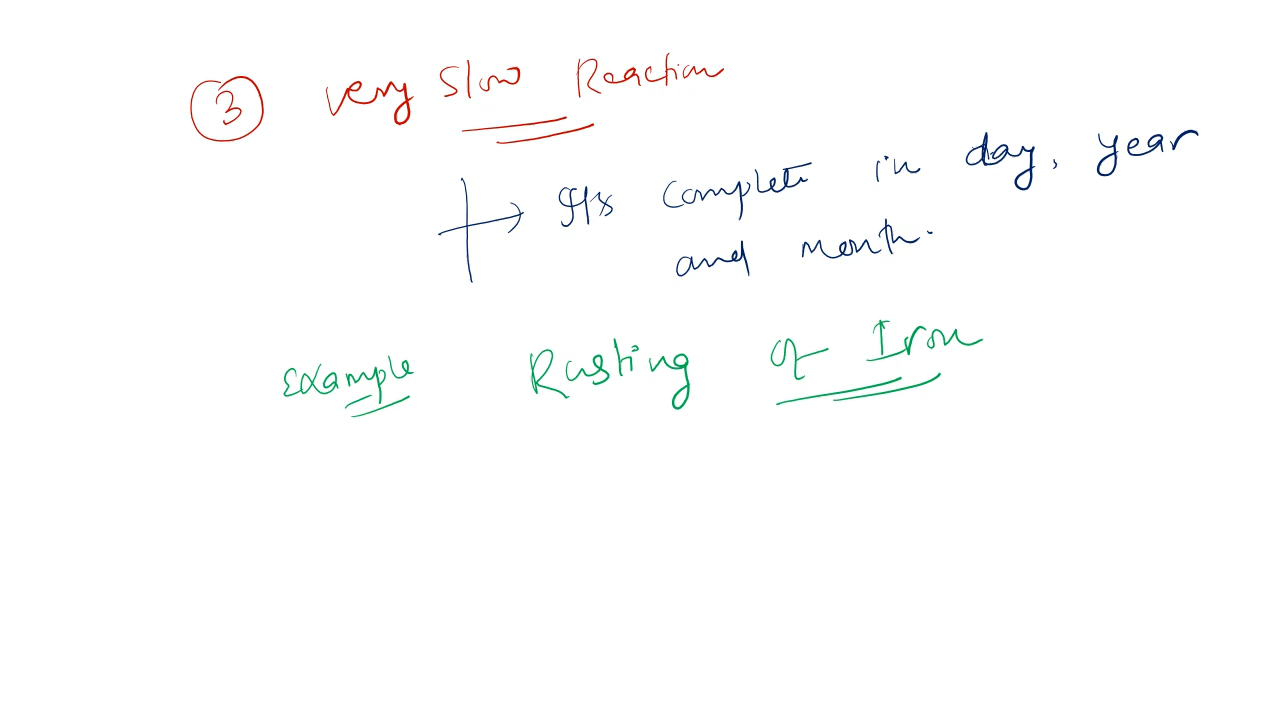 3 very Slow Reaction
It's complete in day, year
and month.
Example Rusting of Iron